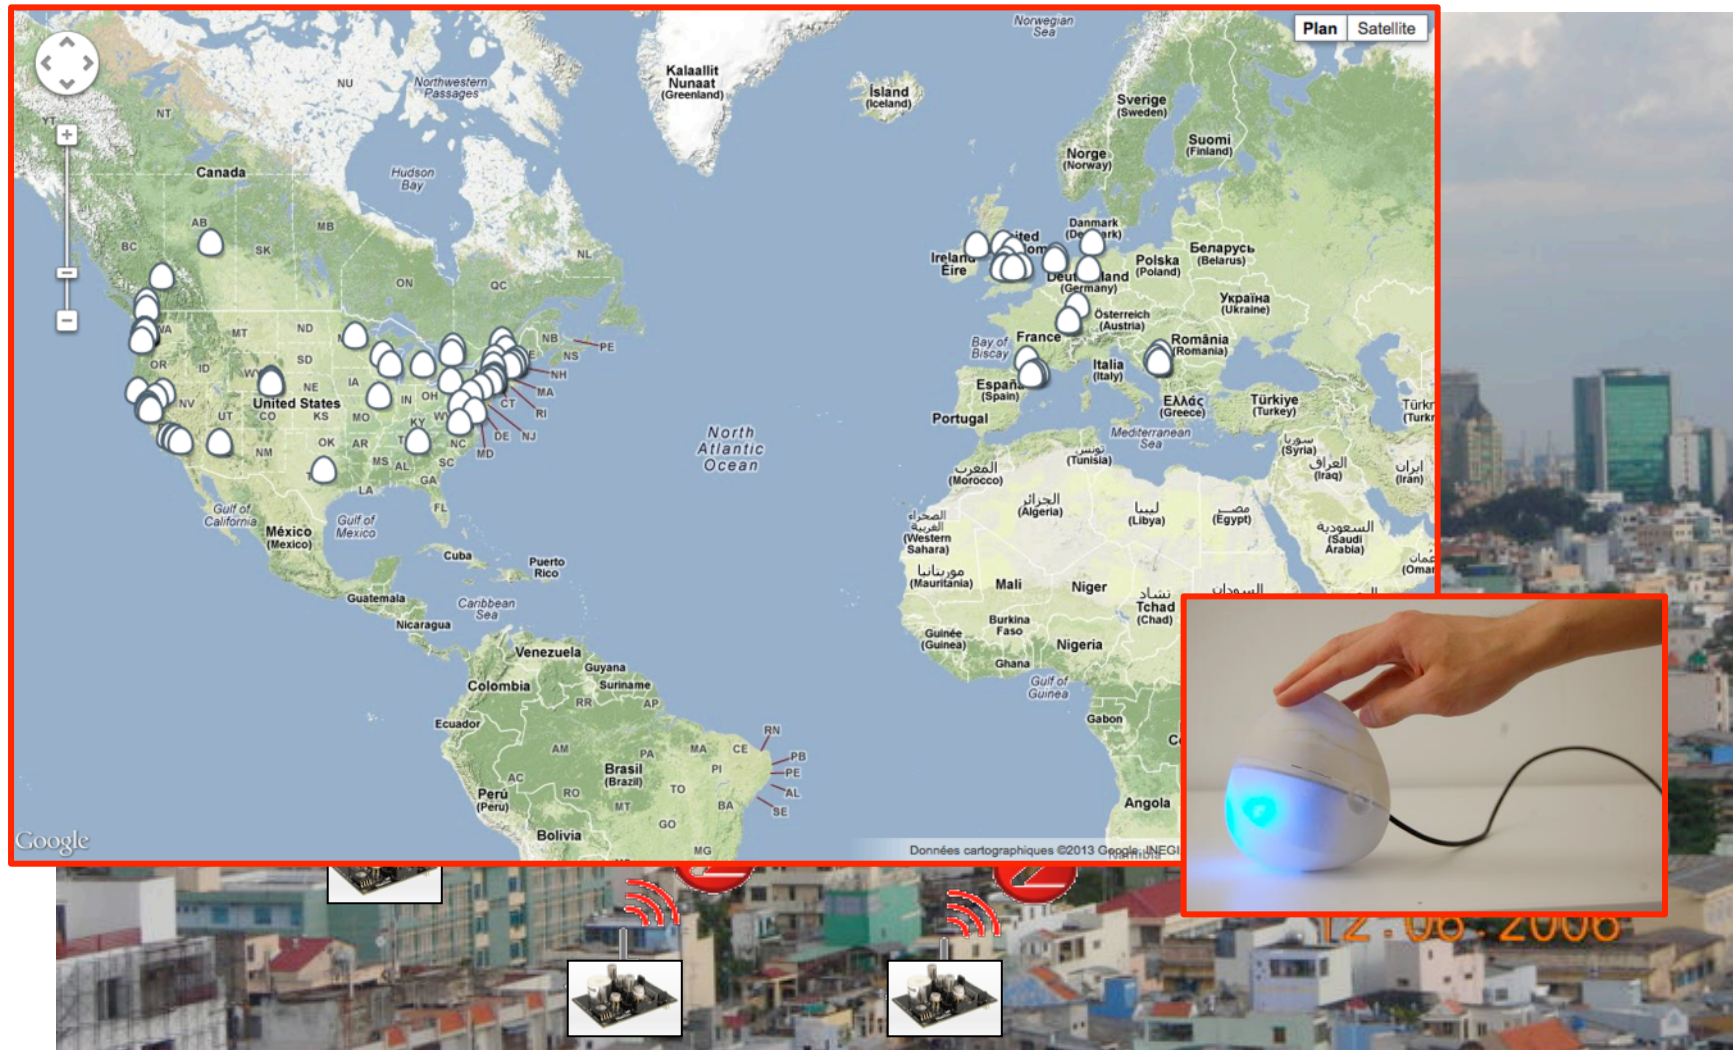 Norwegian
Sea
Plan
Satellite
Kalaallit
Nunaat
(Greenland)
Ísland
(Iceland)
Sverige
(Sweden)
Suomi
(Finland)
Norge
(Norway)
NU
Northwestern
Passages
NT
YT
Canada
Hudson
Bay
AB
BC
SK
MB
ON
QC
NL
Danmark
Ireland
Éire
Беларусь
(Belarus)
Polska
(Poland)
(Germany)
Україна
(Ukraine)
Österreich
(Austria)
France
Bay of
Biscay
România
(Romania)
Italia
(Italy)
España
(Spain)
Portugal
Ελλάς
(Greece)
Türkiye
(Turkey)
WA
MT
ND
NB
PE
NS
OR
ID
SD
NH
NE
IA
MA
NV
UT
CO
United States
KS
MO
IN
OH
KY
CT
RI
DE
NJ
MD
OK
AR
NM
NC
MS
AL
SC
GA
LA
FL
North
Atlantic
Ocean
Mediterranean
Sea
تونس
(Tunisia)
سوريا
(Syria)
العراق
(Iraq)
ایران
(Iran)
المغرب
(Morocco)
الجزائر
(Algeria)
ليبيا
(Libya)
مصر
(Egypt)
السعودية
(Saudi
Arabia)
الصحراء
الغربية
(Western
Sahara)
موريتانيا
(Mauritania)
Mali
Niger
تشاد
Tchad
(Chad)
السودان
Gulf of
California
México
(Mexico)
Gulf of
Mexico
Cuba
Puerto
Rico
Guatemala
Caribbean
Sea
Nicaragua
Burkina
Faso
Guinée
(Guinea)
Nigeria
Ghana
Gulf of
Guinea
Gabon
Angola
Venezuela
Guyana
Suriname
Colombia
RR
AP
Ecuador
AM
PA
MA
CE
RN
PB
PE
AL
SE
PI
Brasil
(Brazil)
TO
AC
RO
MT
BA
Perú
(Peru)
GO
Bolivia
MG
Google
Données cartographiques ©2013 Google, INEGI
Namibia
12.06.2006